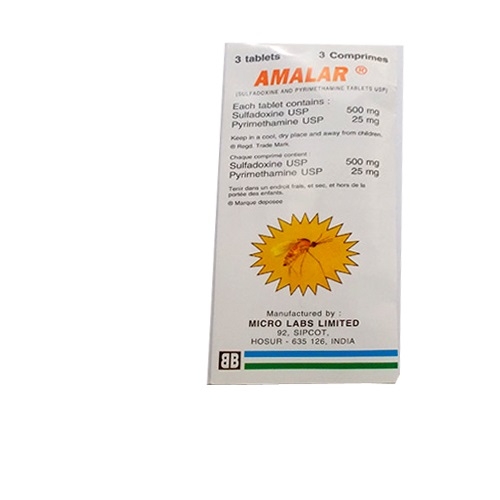 3 tablets 3 Comprimes
AMALAR ®
(SULFADOXINE AND PYRIMETHAMINE TABLETS USP)
Each tablet contains :
Sulfadoxine USP 500 mg
Pyrimethamine USP 25 mg
Keep in a cool, dry place and away from children.
® Regd. Trade Mark.
Chaque comprimé contient :
Sulfadoxine USP 500 mg
Pyrimethamine USP 25 mg
Tenir dans un endroit frais, et sec, et hors de la
portée des enfants.
® Marque deposee
Manufactured by :
MICRO LABS LIMITED
92, SIPCOT,
HOSUR - 635 126, INDIA
BB